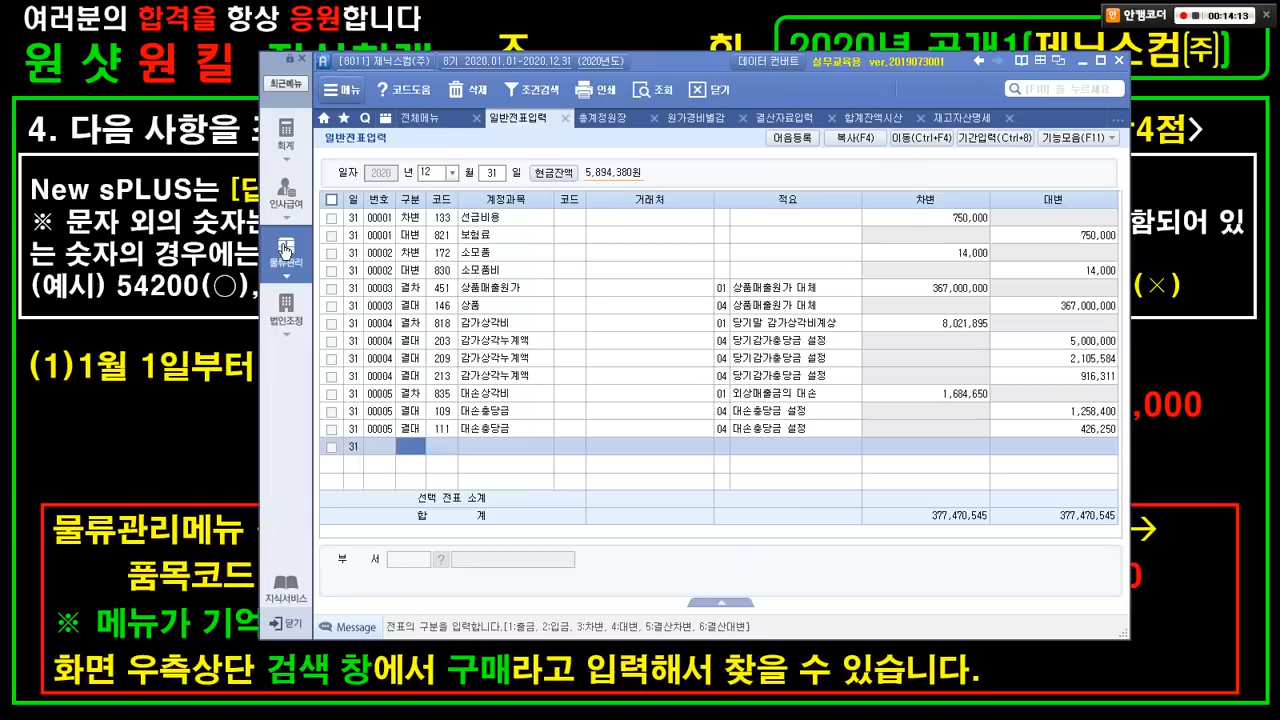 여러분의 합격을 항상 응원합니다
안캠코더 00:14:13
원 샷 원 킬
2020년 공개1[제닉스컴㈜]
[8011] 제닉스컴(주) 8기 2020.01.01~2020.12.31 (2020년도) 데이터 컨버트 실무교육용 ver.2019073001
최근메뉴
메뉴 ? 코드도움 삭제 조건검색 인쇄 조회 닫기 [F10] 을 누르세요
회계
인사급여
물류관리
법인조정
지식서비스
닫기
전체메뉴 일반전표입력 총계정원장 원가경비별감 결산자료입력 합계잔액시산 재고자산명세
일반전표입력 어음등록 복사(F4) 이동(Ctrl+F4) 기간입력(Ctrl+8) 기능모음(F11)
일자 2020 년 12 월 31 일 현금잔액 5,894,380원
일 번호 구분 코드 계정과목 코드 거래처 적요 차변 대변
31 00001 차변 133 선급비용 750,000
31 00001 대변 821 보험료 750,000
31 00002 차변 172 소모품 14,000
31 00002 대변 830 소모품비 14,000
31 00003 결차 451 상품매출원가 01 상품매출원가 대체 367,000,000
31 00003 결대 146 상품 04 상품매출원가 대체 367,000,000
31 00004 결차 818 감가상각비 01 당기말 감가상각비계상 8,021,895
31 00004 결대 203 감가상각누계액 04 당기감가충당금 설정 5,000,000
31 00004 결대 209 감가상각누계액 04 당기감가충당금 설정 2,105,584
31 00004 결대 213 감가상각누계액 04 당기감가충당금 설정 916,311
31 00005 결차 835 대손상각비 01 외상매출금의 대손 1,684,650
31 00005 결대 109 대손충당금 04 대손충당금 설정 1,258,400
31 00005 결대 111 대손충당금 04 대손충당금 설정 426,250
31
선택 전표 소계
합 계 377,470,545 377,470,545
부 서 ?
Message 전표의 구분을 입력합니다.[1:출금, 2:입금, 3:차변, 4:대변, 5:결산차변, 6:결산대변]
4. 다음 사항을 4점>
New sPLUS는
※ 문자 외의 숫자는 함되어 있
는 숫자의 경우에는
(예시) 54200(○), (×)
(1)1월 1일부터 ,000
물류관리메뉴 →
품목코드 0
※ 메뉴가 기억
화면 우측상단 검색 창에서 구매라고 입력해서 찾을 수 있습니다.